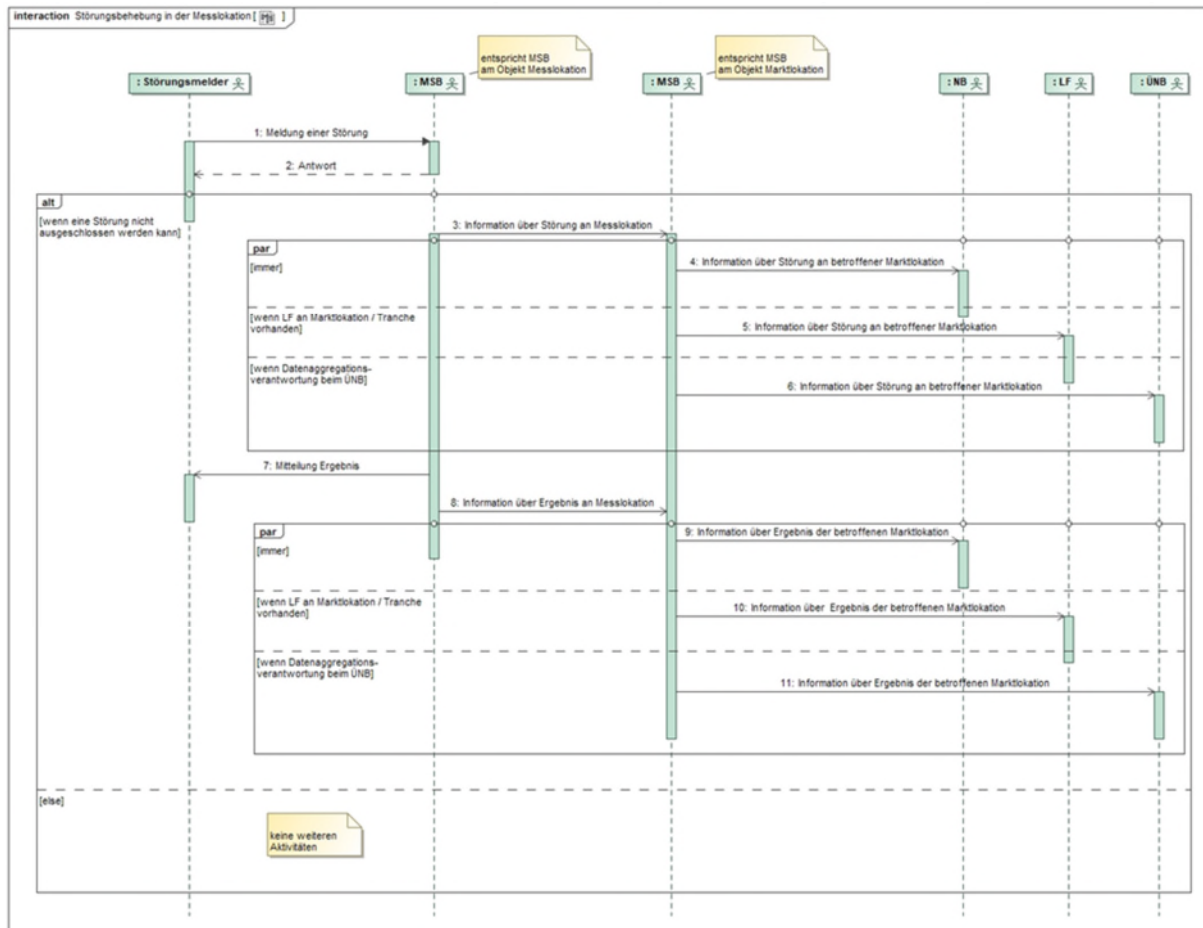 interaction Störungsbehebung in der Messlokation [ ]
entspricht MSB
am Objekt Messlokation
entspricht MSB
am Objekt Marktlokation
: Störungsmelder
: MSB
: MSB
: NB
: LF
: ÜNB
1: Meldung einer Störung
2: Antwort
alt
[wenn eine Störung nicht
ausgeschlossen werden kann]
3: Information über Störung an Messlokation
par
[immer]
4: Information über Störung an betroffener Marktlokation
[wenn LF an Marktlokation / Tranche
vorhanden]
5: Information über Störung an betroffener Marktlokation
[wenn Datenaggregations-
verantwortung beim ÜNB]
6: Information über Störung an betroffener Marktlokation
7: Mitteilung Ergebnis
8: Information über Ergebnis an Messlokation
par
[immer]
9: Information über Ergebnis der betroffenen Marktlokation
[wenn LF an Marktlokation / Tranche
vorhanden]
10: Information über Ergebnis der betroffenen Marktlokation
[wenn Datenaggregations-
verantwortung beim ÜNB]
11: Information über Ergebnis der betroffenen Marktlokation
[else]
keine weiteren
Aktivitäten